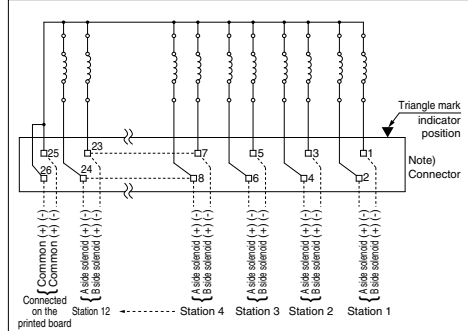 Triangle mark
indicator
position
Note)
Connector
25 23 7 5 3 1
26 24 8 6 4 2
Common (+) (-)
Common (+) (-)
A side solenoid (+) (-)
B side solenoid (+) (-)
A side solenoid (+) (-)
B side solenoid (+) (-)
A side solenoid (+) (-)
B side solenoid (+) (-)
A side solenoid (+) (-)
B side solenoid (+) (-)
A side solenoid (+) (-)
B side solenoid (+) (-)
Connected
on the
printed board
Station 12
Station 4
Station 3
Station 2
Station 1